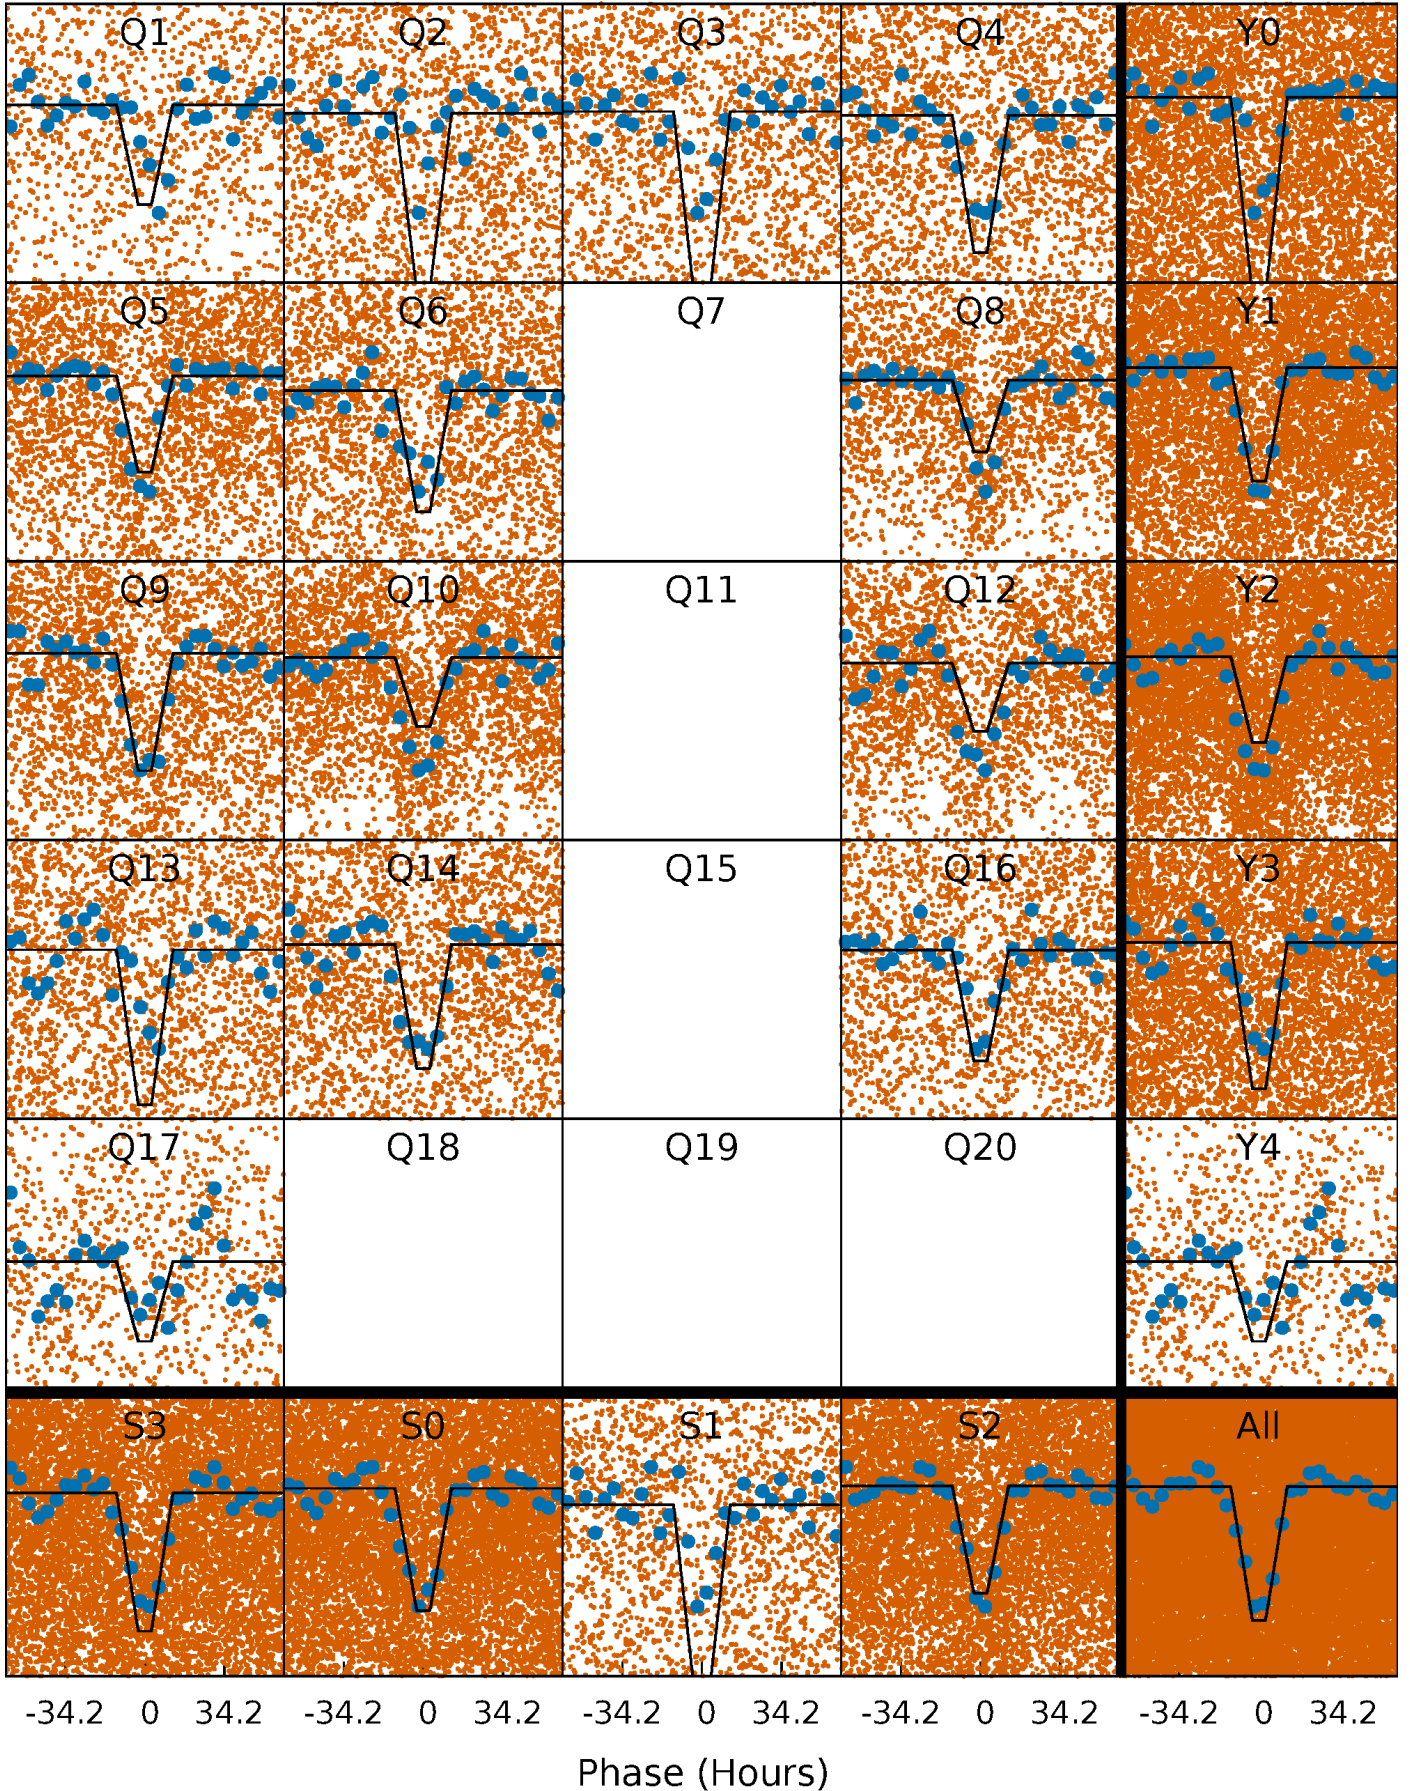 Q1 Q2 Q3 Q4 Y0
Q5 Q6 Q7 Q8 Y1
Q9 Q10 Q11 Q12 Y2
Q13 Q14 Q15 Q16 Y3
Q17 Q18 Q19 Q20 Y4
S3 S0 S1 S2 All
-34.2 0 34.2 -34.2 0 34.2 -34.2 0 34.2 -34.2 0 34.2 -34.2 0 34.2
Phase (Hours)